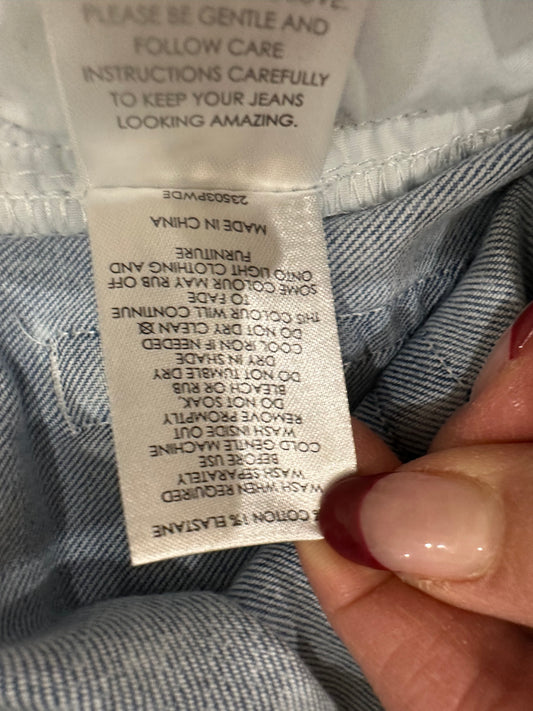 PLEASE BE GENTLE AND
FOLLOW CARE
INSTRUCTIONS CAREFULLY
TO KEEP YOUR JEANS
LOOKING AMAZING.
% COTTON 1% ELASTANE
WASH WHEN REQUIRED
WASH SEPARATELY
BEFORE USE
COLD GENTLE MACHINE
WASH INSIDE OUT
REMOVE PROMPTLY
DO NOT SOAK,
BLEACH OR RUB
DO NOT TUMBLE DRY
DRY IN SHADE
COOL IRON IF NEEDED
DO NOT DRY CLEAN
THIS COLOUR WILL CONTINUE
TO FADE
SOME COLOUR MAY RUB OFF
ONTO LIGHT CLOTHING AND
FURNITURE
MADE IN CHINA
23S03PWDE